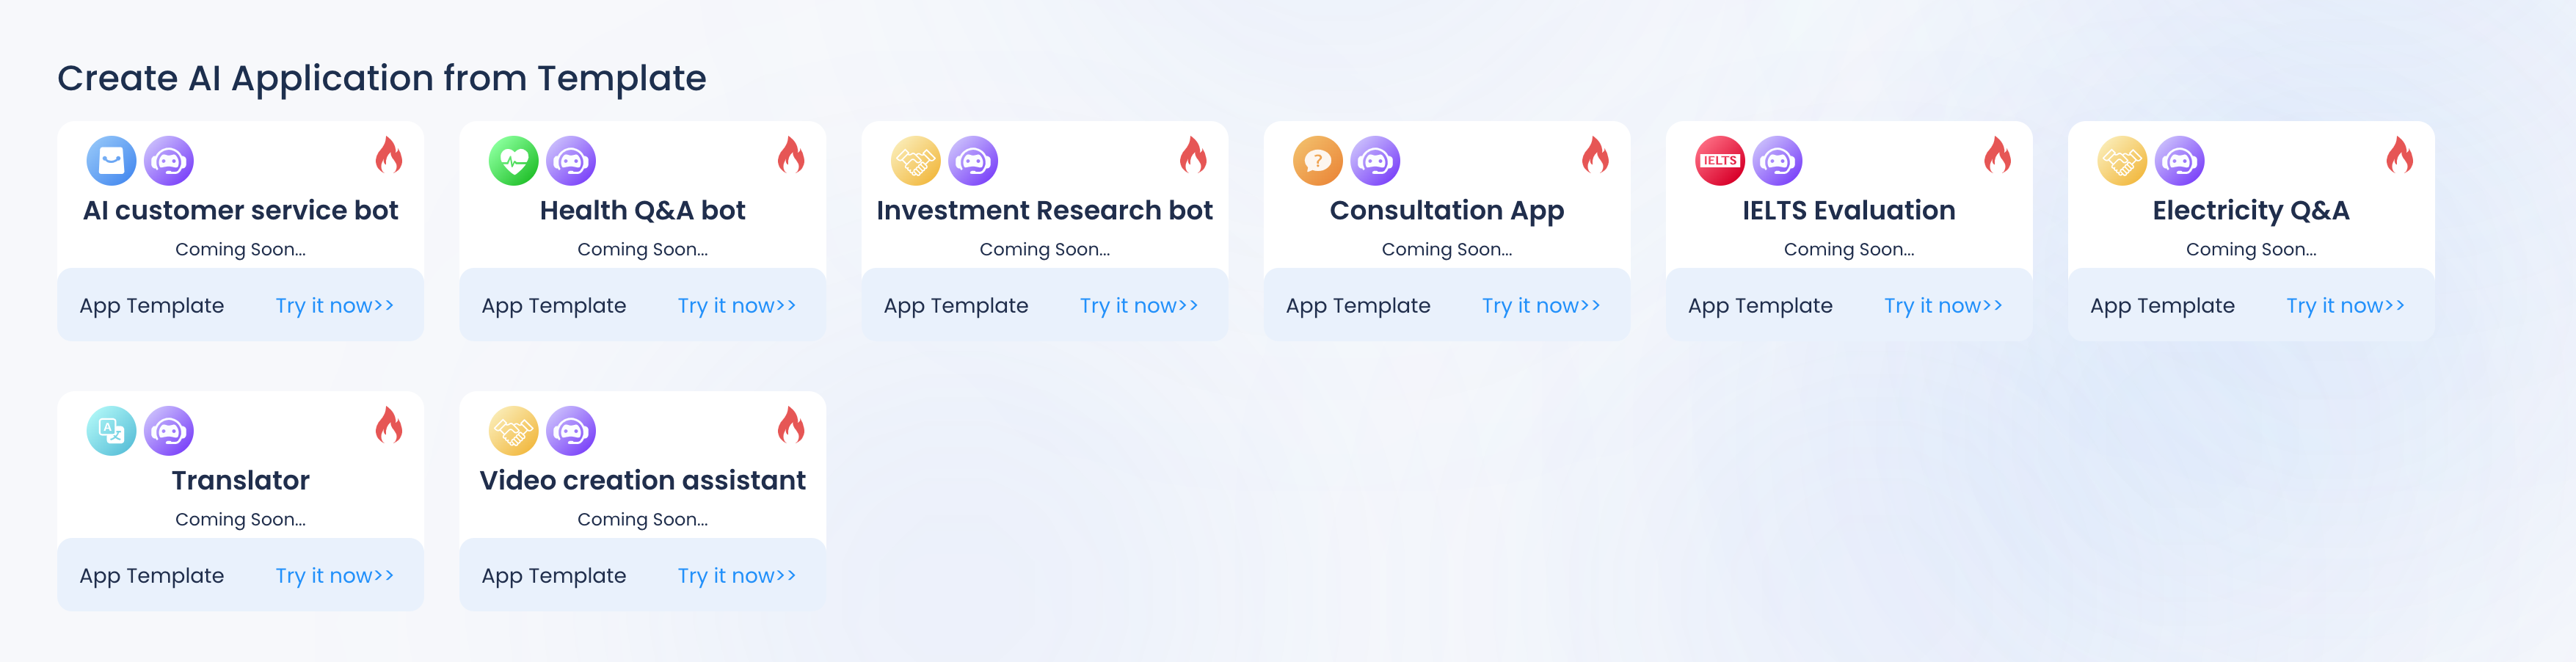 Create AI Application from Template
AI customer service bot
Coming Soon...
App Template
Try it now>>
Health Q&A bot
Coming Soon...
App Template
Try it now>>
Investment Research bot
Coming Soon...
App Template
Try it now>>
?
Consultation App
Coming Soon...
App Template
Try it now>>
IELTS
IELTS Evaluation
Coming Soon...
App Template
Try it now>>
Electricity Q&A
Coming Soon...
App Template
Try it now>>
A
Translator
Coming Soon...
App Template
Try it now>>
Video creation assistant
Coming Soon...
App Template
Try it now>>